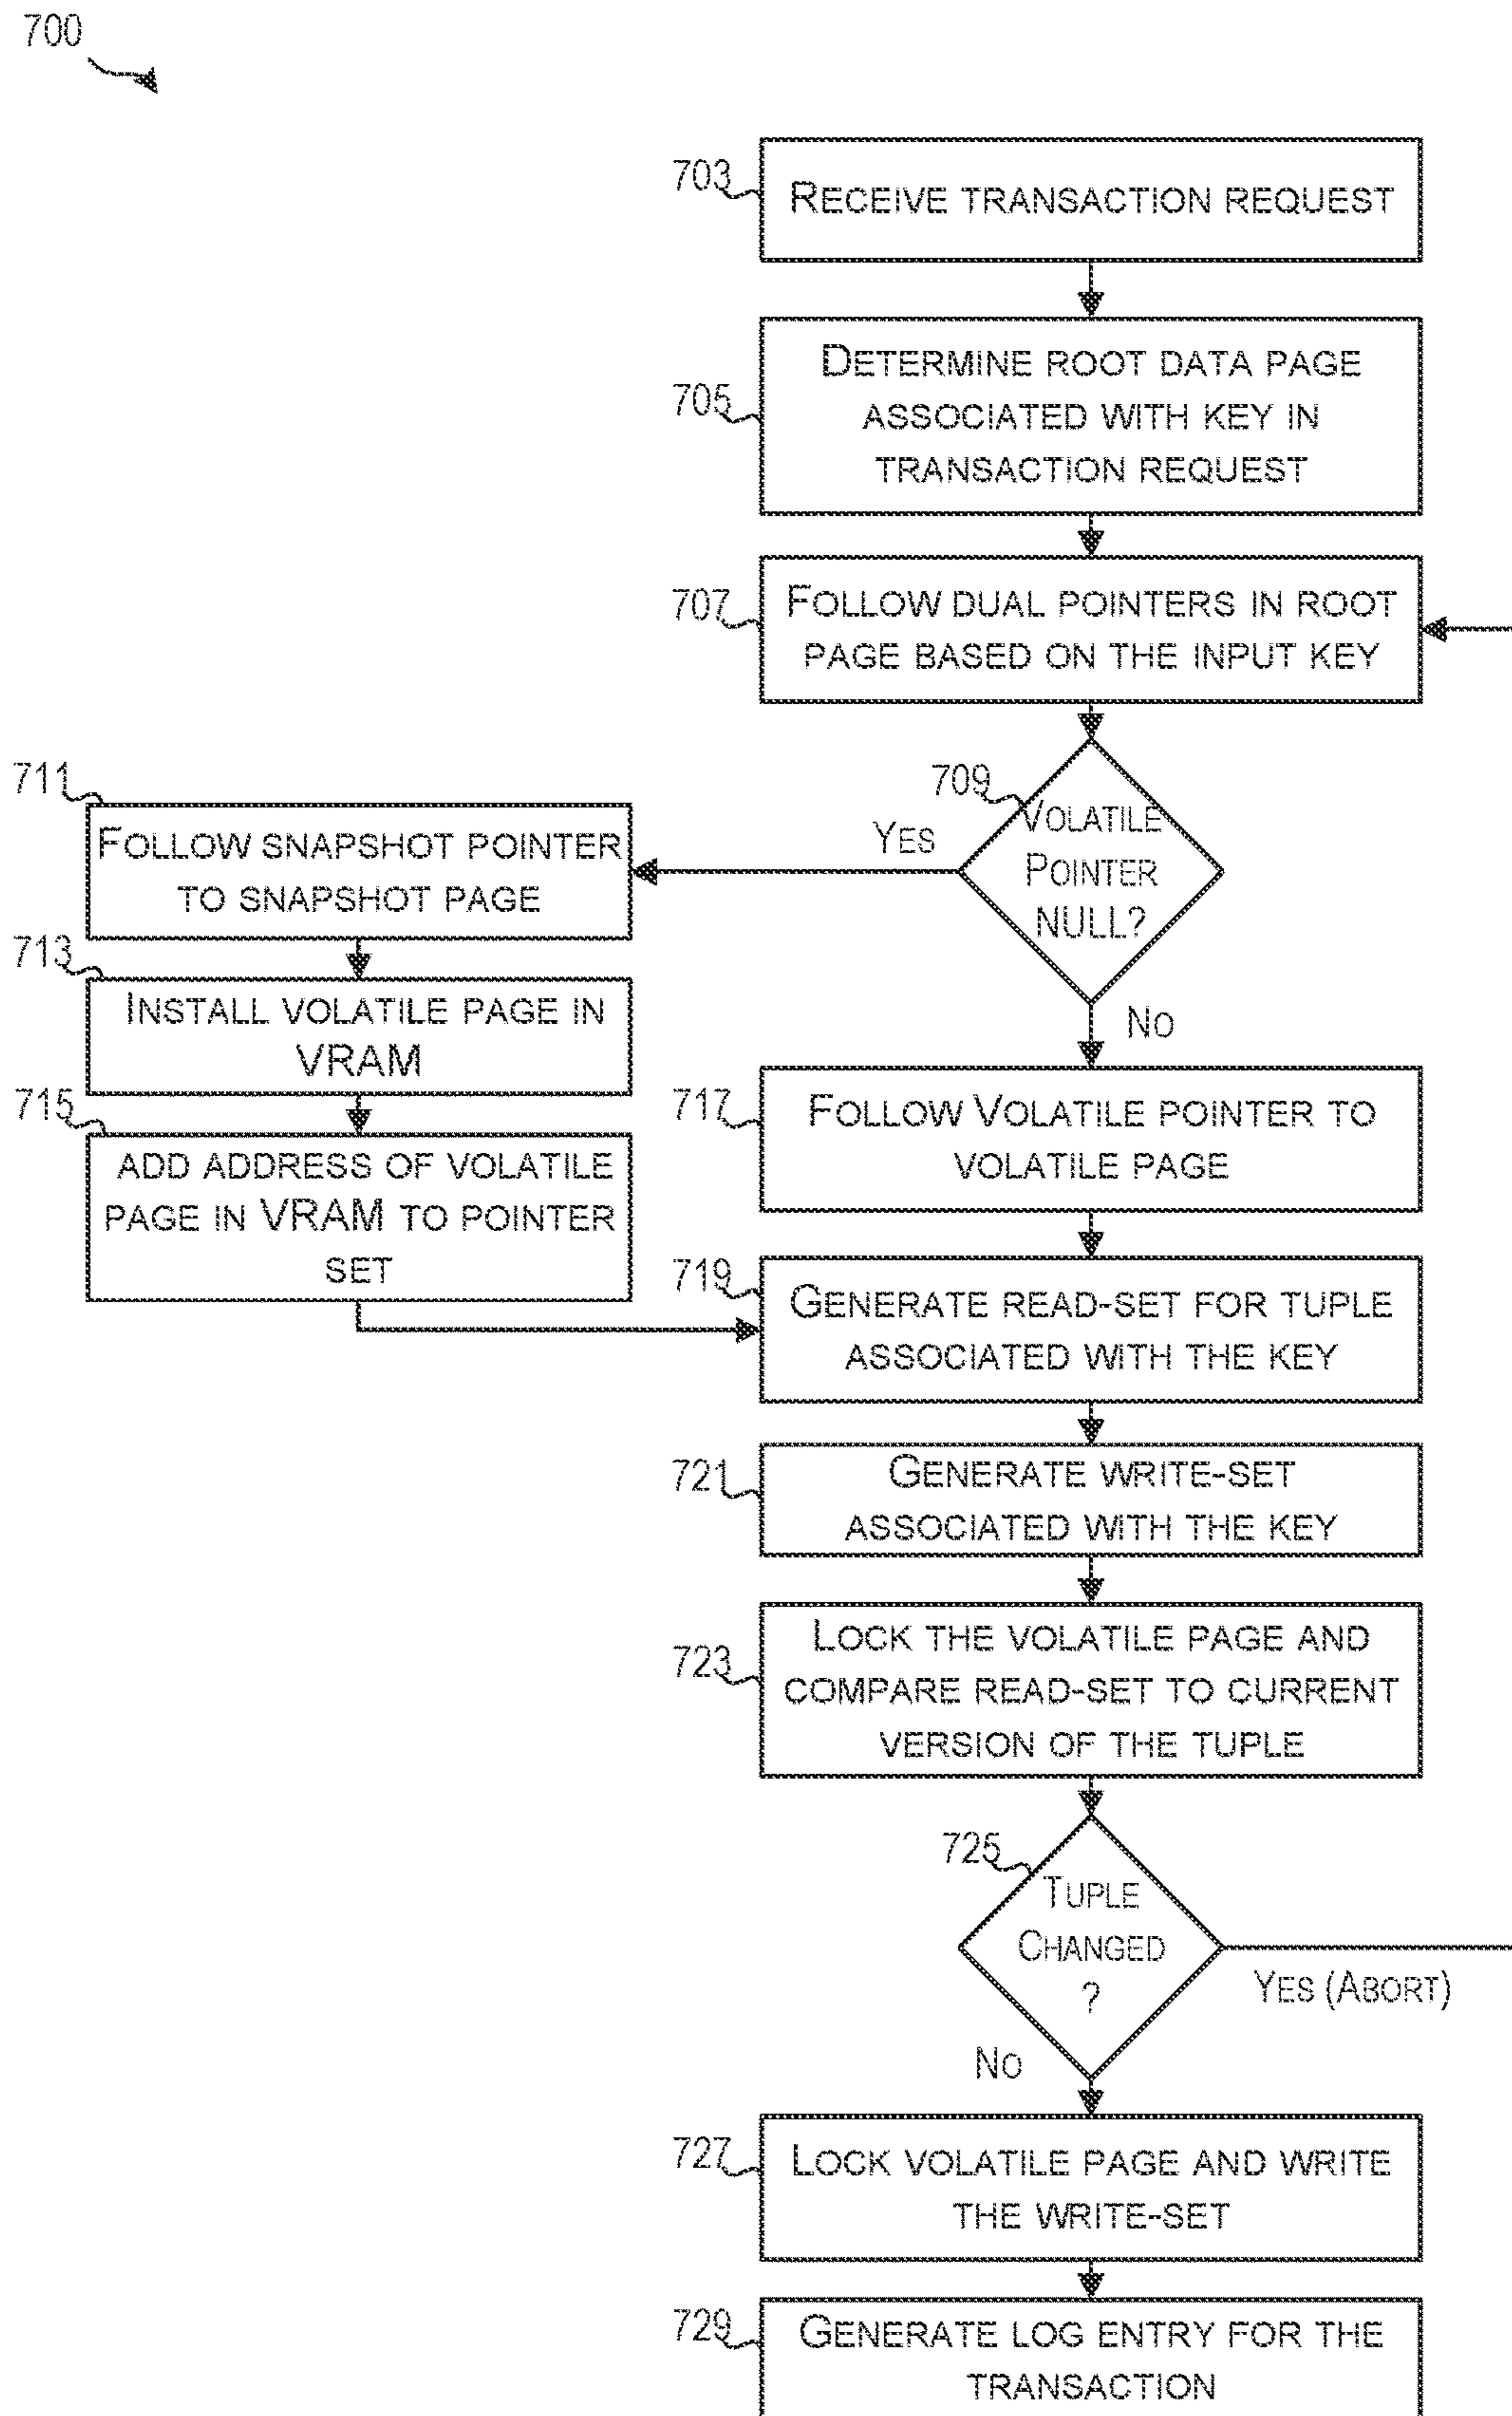 700
703
RECEIVE TRANSACTION REQUEST
705
DETERMINE ROOT DATA PAGE
ASSOCIATED WITH KEY IN
TRANSACTION REQUEST
707
FOLLOW DUAL POINTERS IN ROOT
PAGE BASED ON THE INPUT KEY
709
VOLATILE
POINTER
NULL?
YES
NO
711
FOLLOW SNAPSHOT POINTER
TO SNAPSHOT PAGE
713
INSTALL VOLATILE PAGE IN
VRAM
715
ADD ADDRESS OF VOLATILE
PAGE IN VRAM TO POINTER
SET
717
FOLLOW VOLATILE POINTER TO
VOLATILE PAGE
719
GENERATE READ-SET FOR TUPLE
ASSOCIATED WITH THE KEY
721
GENERATE WRITE-SET
ASSOCIATED WITH THE KEY
723
LOCK THE VOLATILE PAGE AND
COMPARE READ-SET TO CURRENT
VERSION OF THE TUPLE
725
TUPLE
CHANGED
?
YES (ABORT)
NO
727
LOCK VOLATILE PAGE AND WRITE
THE WRITE-SET
729
GENERATE LOG ENTRY FOR THE
TRANSACTION